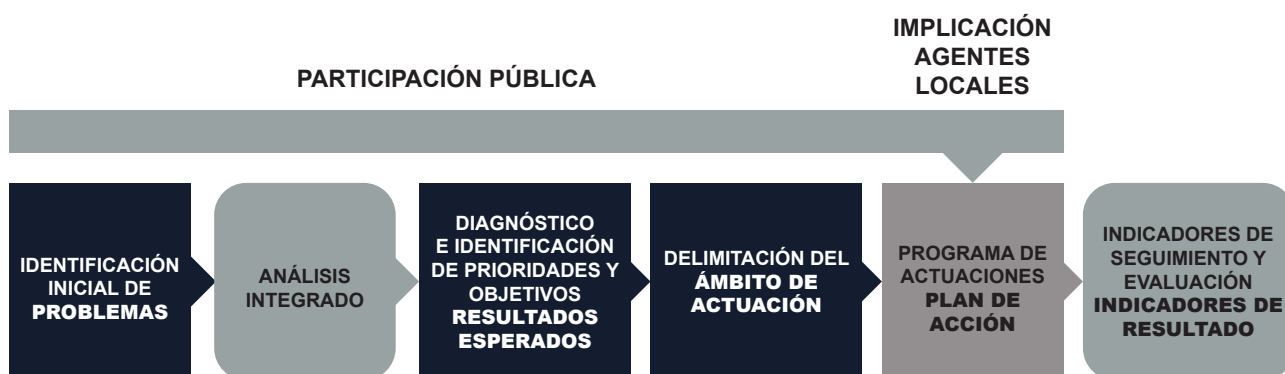 PARTICIPACIÓN PÚBLICA
IMPLICACIÓN
AGENTES
LOCALES
IDENTIFICACIÓN
INICIAL DE
PROBLEMAS
ANÁLISIS
INTEGRADO
DIAGNÓSTICO
E IDENTIFICACIÓN
DE PRIORIDADES Y
OBJETIVOS
RESULTADOS
ESPERADOS
DELIMITACIÓN DEL
ÁMBITO DE
ACTUACIÓN
PROGRAMA DE
ACTUACIONES
PLAN DE
ACCIÓN
INDICADORES DE
SEGUIMIENTO Y
EVALUACIÓN
INDICADORES DE
RESULTADO